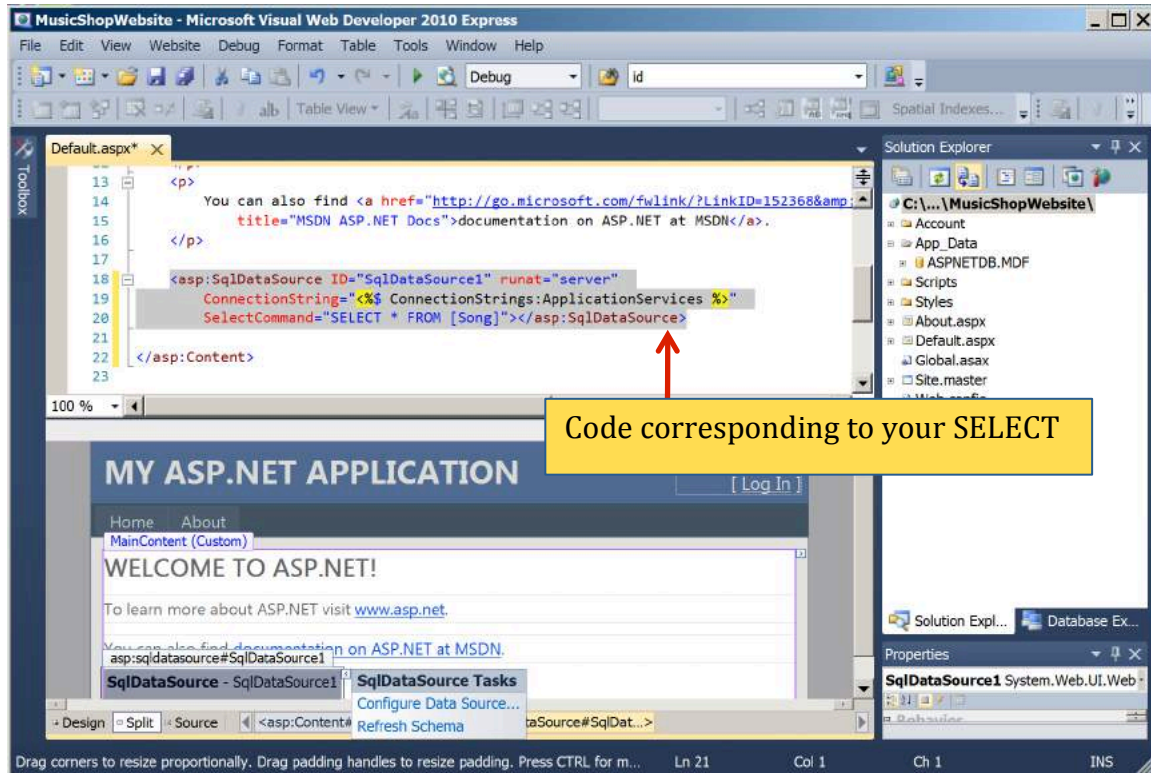 MusicShopWebsite - Microsoft Visual Web Developer 2010 Express
File Edit View Website Debug Format Table Tools Window Help
Debug id
Table View Spatial Indexes...
Toolbox
Default.aspx*
13 <p>
14 You can also find <a href="http://go.microsoft.com/fwlink/?LinkID=152368&amp;
15 title="MSDN ASP.NET Docs">documentation on ASP.NET at MSDN</a>.
16 </p>
17
18 <asp:SqlDataSource ID="SqlDataSource1" runat="server"
19 ConnectionString="<%$ ConnectionStrings:ApplicationServices %>"
20 SelectCommand="SELECT * FROM [Song]"></asp:SqlDataSource>
21
22 </asp:Content>
23
100 %
Code corresponding to your SELECT
MY ASP.NET APPLICATION
[ Log In ]
Home About
MainContent (Custom)
WELCOME TO ASP.NET!
To learn more about ASP.NET visit www.asp.net.
You can also find documentation on ASP.NET at MSDN.
asp:sqldatasource#SqlDataSource1
SqlDataSource - SqlDataSource1
SqlDataSource Tasks
Configure Data Source...
Refresh Schema
Design Split Source <asp:Content# aSource#SqlDat...>
Solution Explorer
C:\...\MusicShopWebsite\
Account
App_Data
ASPNETDB.MDF
Scripts
Styles
About.aspx
Default.aspx
Global.asax
Site.master
Solution Expl... Database Ex...
Properties
SqlDataSource1 System.Web.UI.Web
Drag corners to resize proportionally. Drag padding handles to resize padding. Press CTRL for m... Ln 21 Col 1 Ch 1 INS